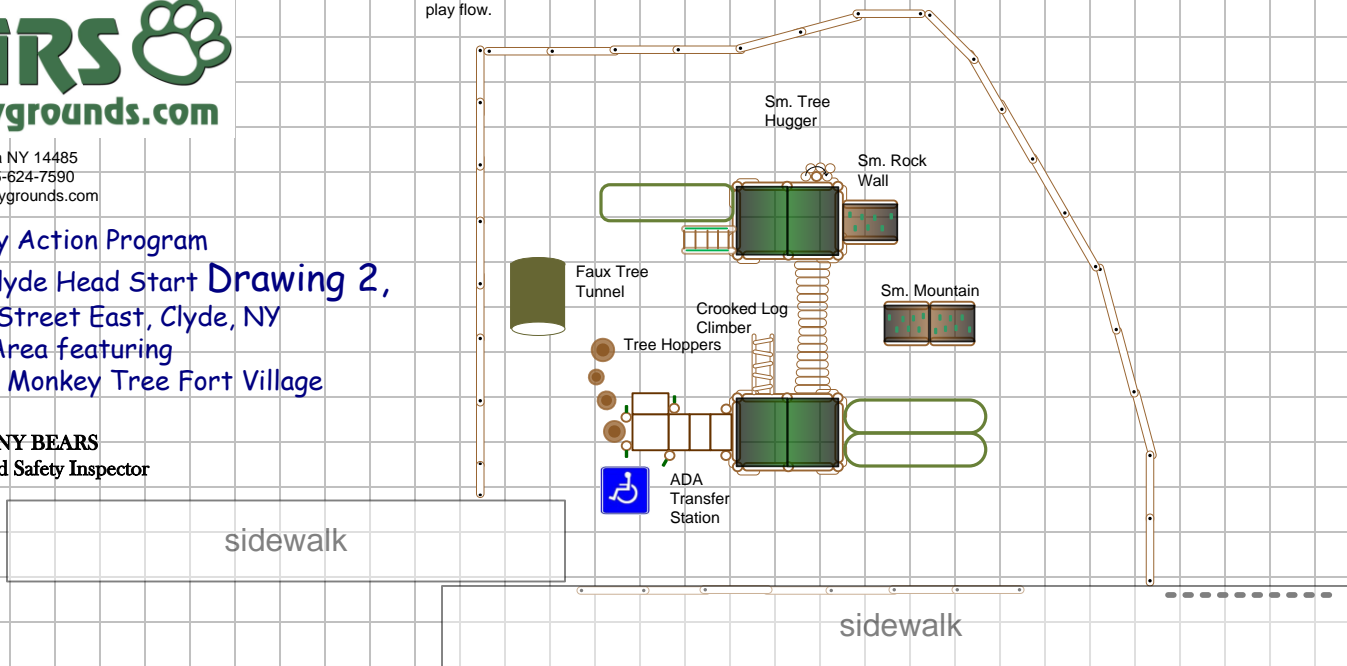 play flow.
NY 14485
-624-7590
ygrounds.com
ygrounds.com
Action Program
lyde Head Start Drawing 2,
Street East, Clyde, NY
Area featuring
Monkey Tree Fort Village
NY BEARS
d Safety Inspector
Sm. Tree
Hugger
Sm. Rock
Wall
Faux Tree
Tunnel
Sm. Mountain
Crooked Log
Climber
Tree Hoppers
ADA
Transfer
Station
sidewalk
sidewalk